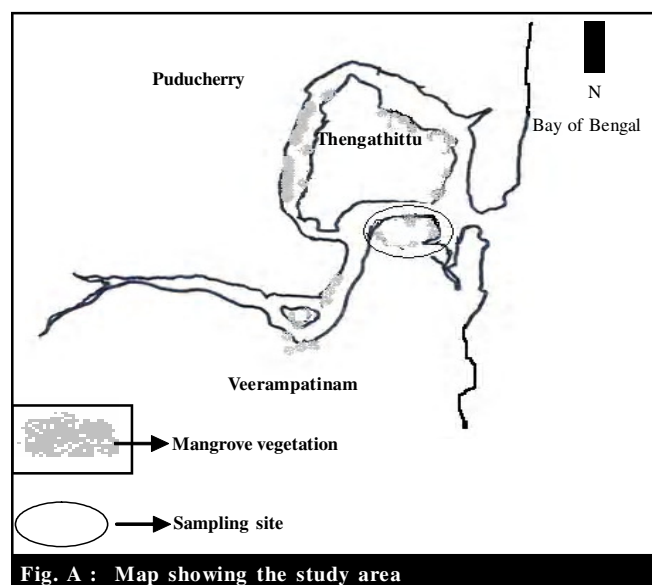 Puducherry
N
Bay of Bengal
Thengathittu
Veerampatinam
Mangrove vegetation
Sampling site
Fig. A : Map showing the study area